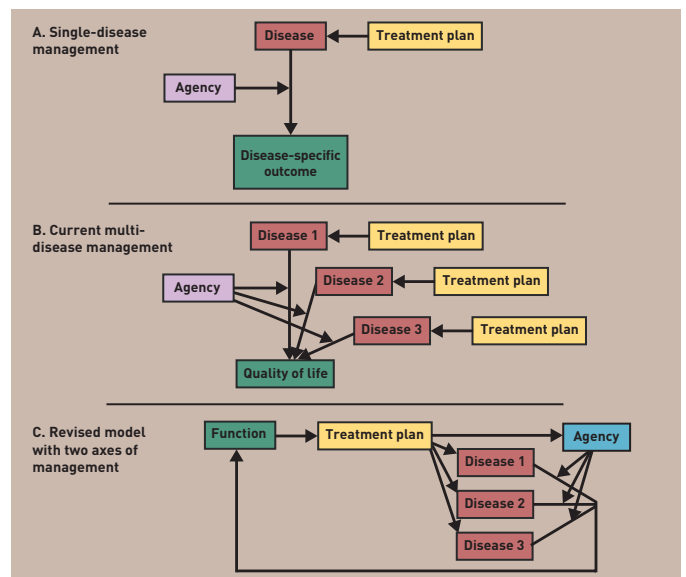 A. Single-disease
management
Disease
Treatment plan
Agency
Disease-specific
outcome
B. Current multi-
disease management
Disease 1
Treatment plan
Agency
Disease 2
Treatment plan
Disease 3
Treatment plan
Quality of life
C. Revised model
with two axes of
management
Function
Treatment plan
Agency
Disease 1
Disease 2
Disease 3